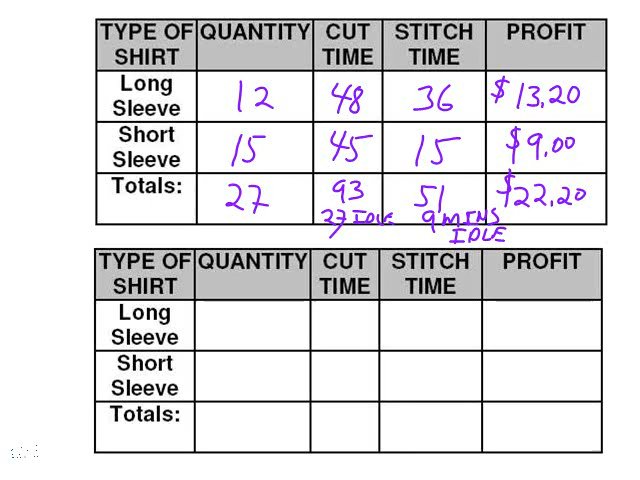 TYPE OF SHIRT QUANTITY CUT TIME STITCH TIME PROFIT
Long Sleeve 12 48 36 $13.20
Short Sleeve 15 45 15 $9.00
Totals: 27 93 51 $22.20
27 IDLE 9 MINS IDLE
TYPE OF SHIRT QUANTITY CUT TIME STITCH TIME PROFIT
Long Sleeve
Short Sleeve
Totals: